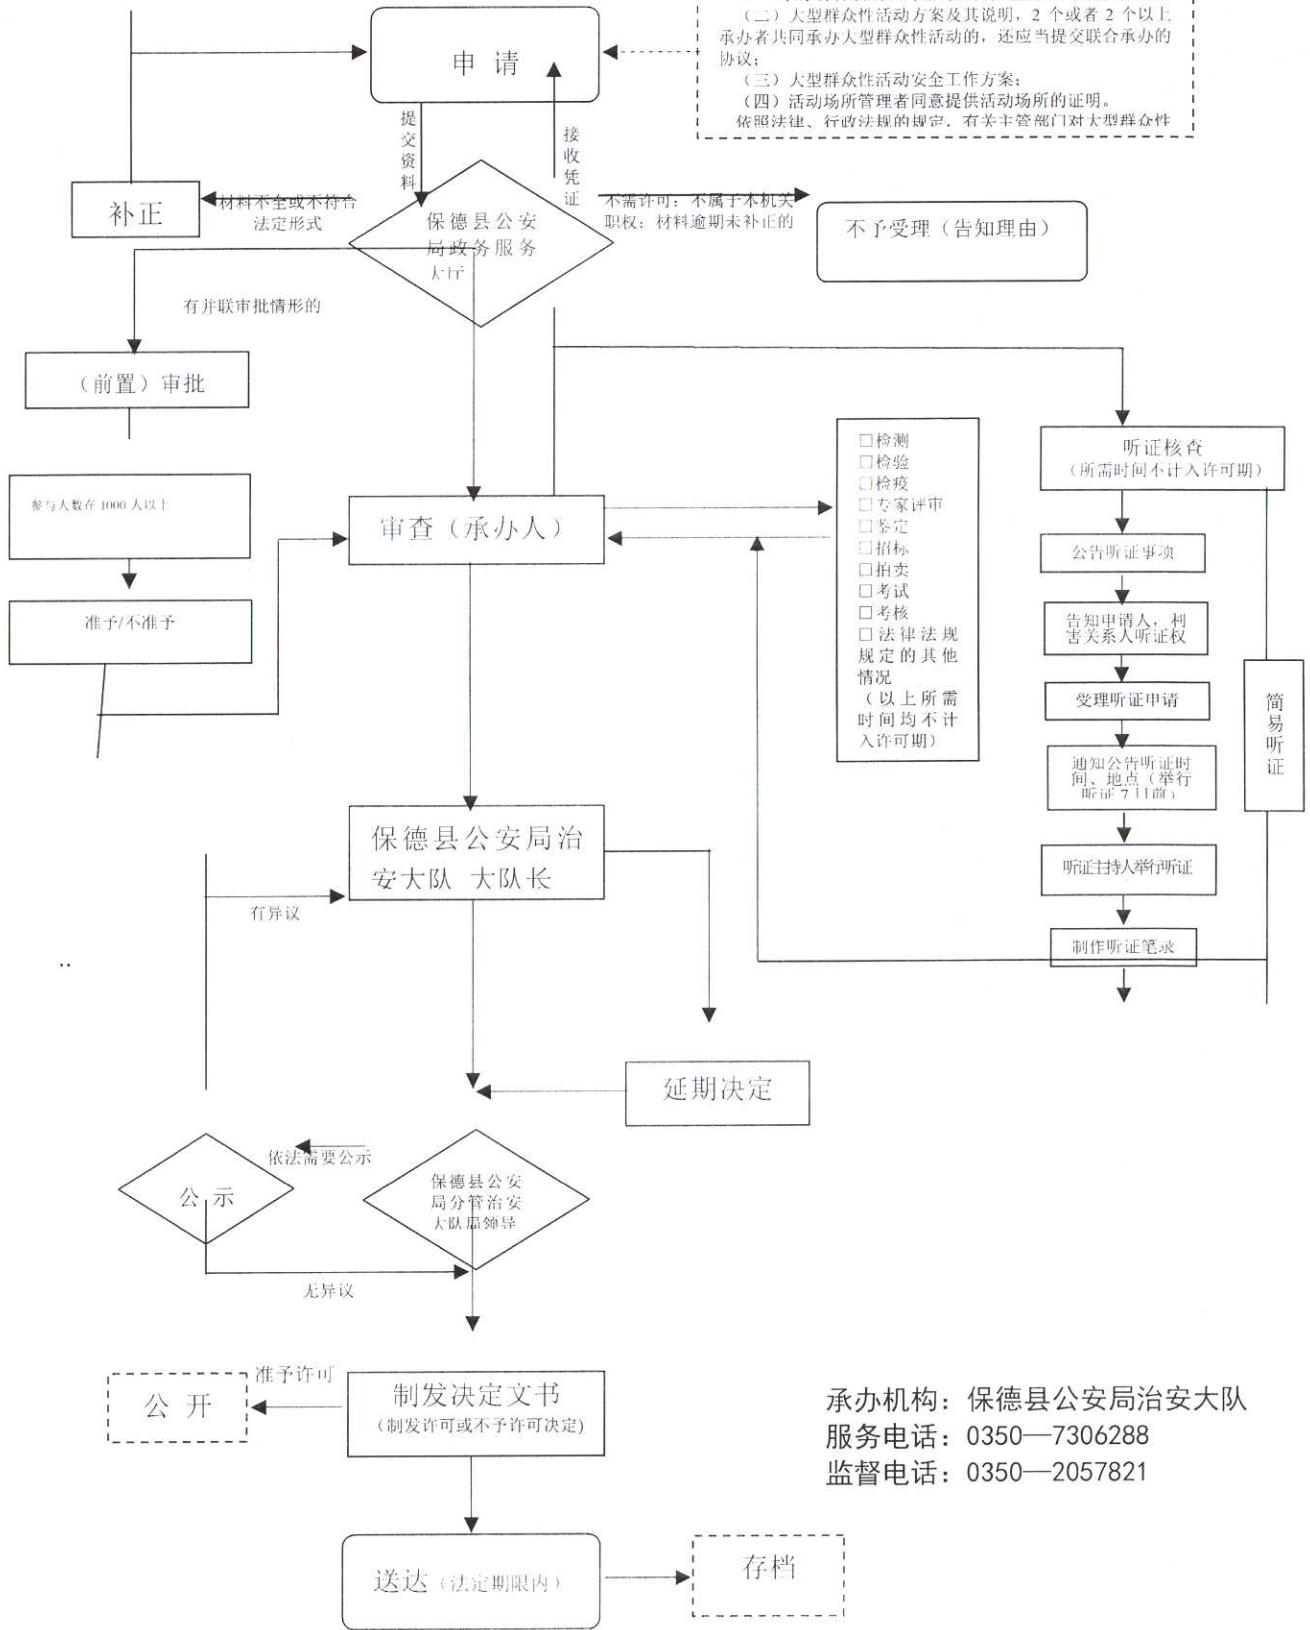 （二）大型群众性活动方案及其说明，2 个或者 2 个以上
承办者共同承办大型群众性活动的，还应当提交联合承办的
协议；
（三）大型群众性活动安全工作方案；
（四）活动场所管理者同意提供活动场所的证明。
依照法律、行政法规的规定，有关主管部门对大型群众性
申 请
提交资料
接收凭证
补正
材料不全或不符合
法定形式
保德县公安
局政务服务
大厅
不需许可；不属于本机关
职权；材料逾期未补正的
不予受理（告知理由）
有并联审批情形的
（前置）审批
参与人数在 1000 人以上
准予/不准予
审查（承办人）
□检测
□检验
□检疫
□专家评审
□鉴定
□招标
□拍卖
□考试
□考核
□法律法规
规定的其他
情况
（以上所需
时间均不计
入许可期）
听证核查
（所需时间不计入许可期）
公告听证事项
告知申请人，利
害关系人听证权
受理听证申请
通知公告听证时
间、地点（举行
听证 7 日前）
听证主持人举行听证
制作听证笔录
简易听证
保德县公安局治
安大队 大队长
有异议
..
延期决定
依法需要公示
公 示
保德县公安
局分管治安
大队局领导
无异议
公 开
准予许可
制发决定文书
（制发许可或不予许可决定）
送达（法定期限内）
存档
承办机构：保德县公安局治安大队
服务电话：0350—7306288
监督电话：0350—2057821